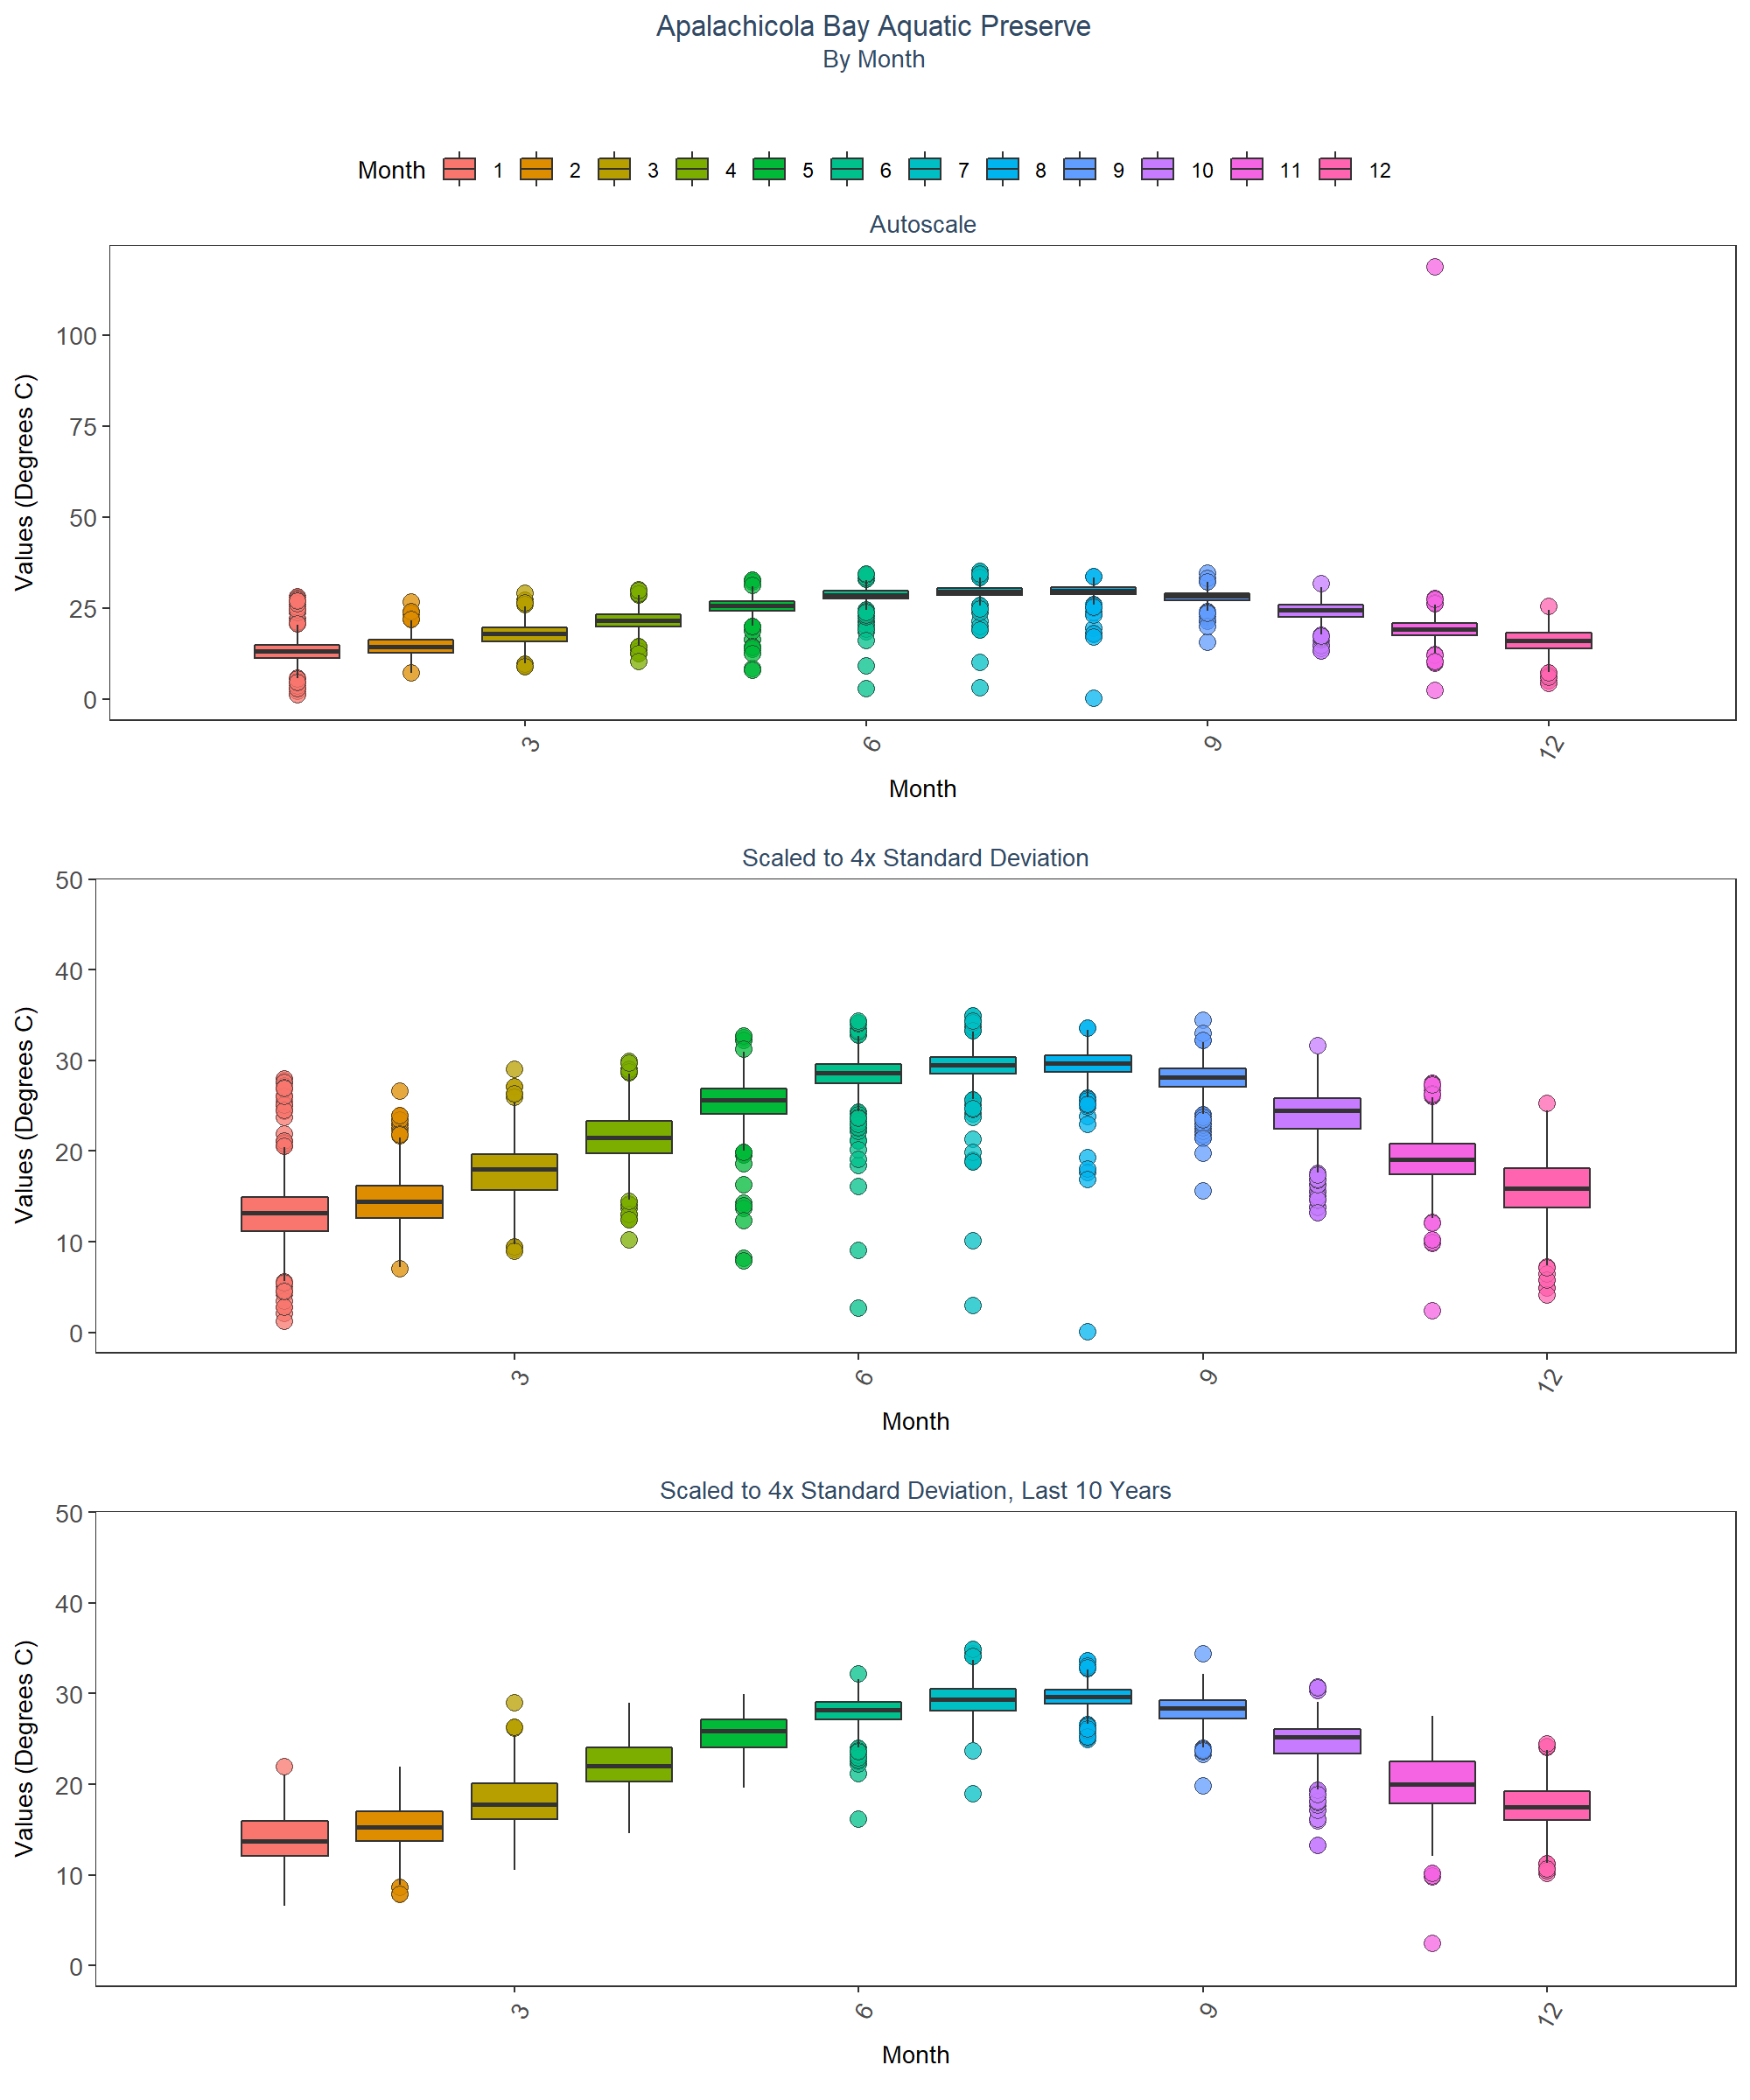 Apalachicola Bay Aquatic Preserve
By Month
Month 1 2 3 4 5 6 7 8 9 10 11 12
Autoscale
Values (Degrees C)
100
75
50
25
0
3 6 9 12
Month
Scaled to 4x Standard Deviation
Values (Degrees C)
50
40
30
20
10
0
3 6 9 12
Month
Scaled to 4x Standard Deviation, Last 10 Years
Values (Degrees C)
50
40
30
20
10
0
3 6 9 12
Month